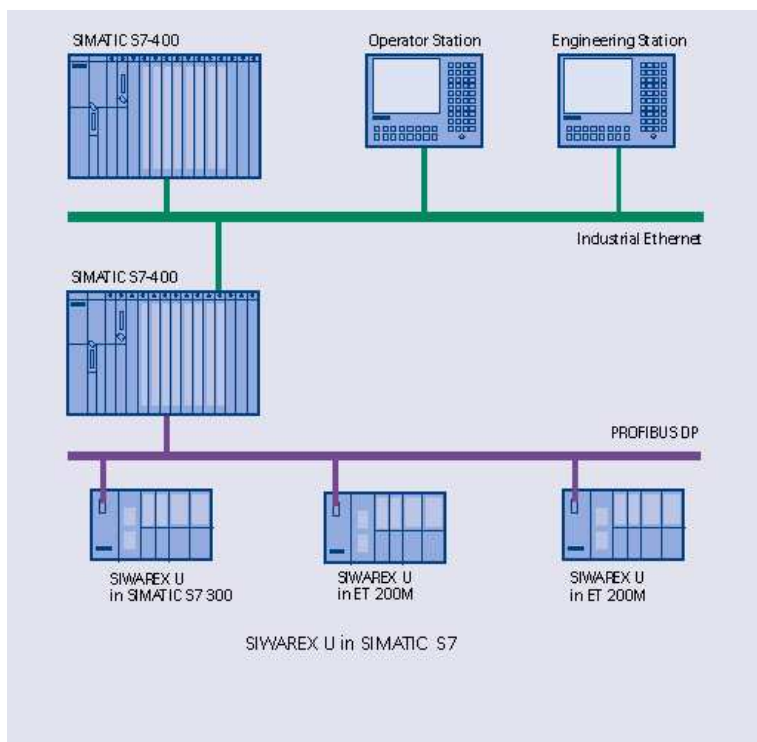 SIMATIC S7-400
Operator Station
Engineering Station
Industrial Ethernet
SIMATIC S7-400
PROFIBUS DP
SIWAREX U
in SIMATIC S7 300
SIWAREX U
in ET 200M
SIWAREX U
in ET 200M
SIWAREX U in SIMATIC S7